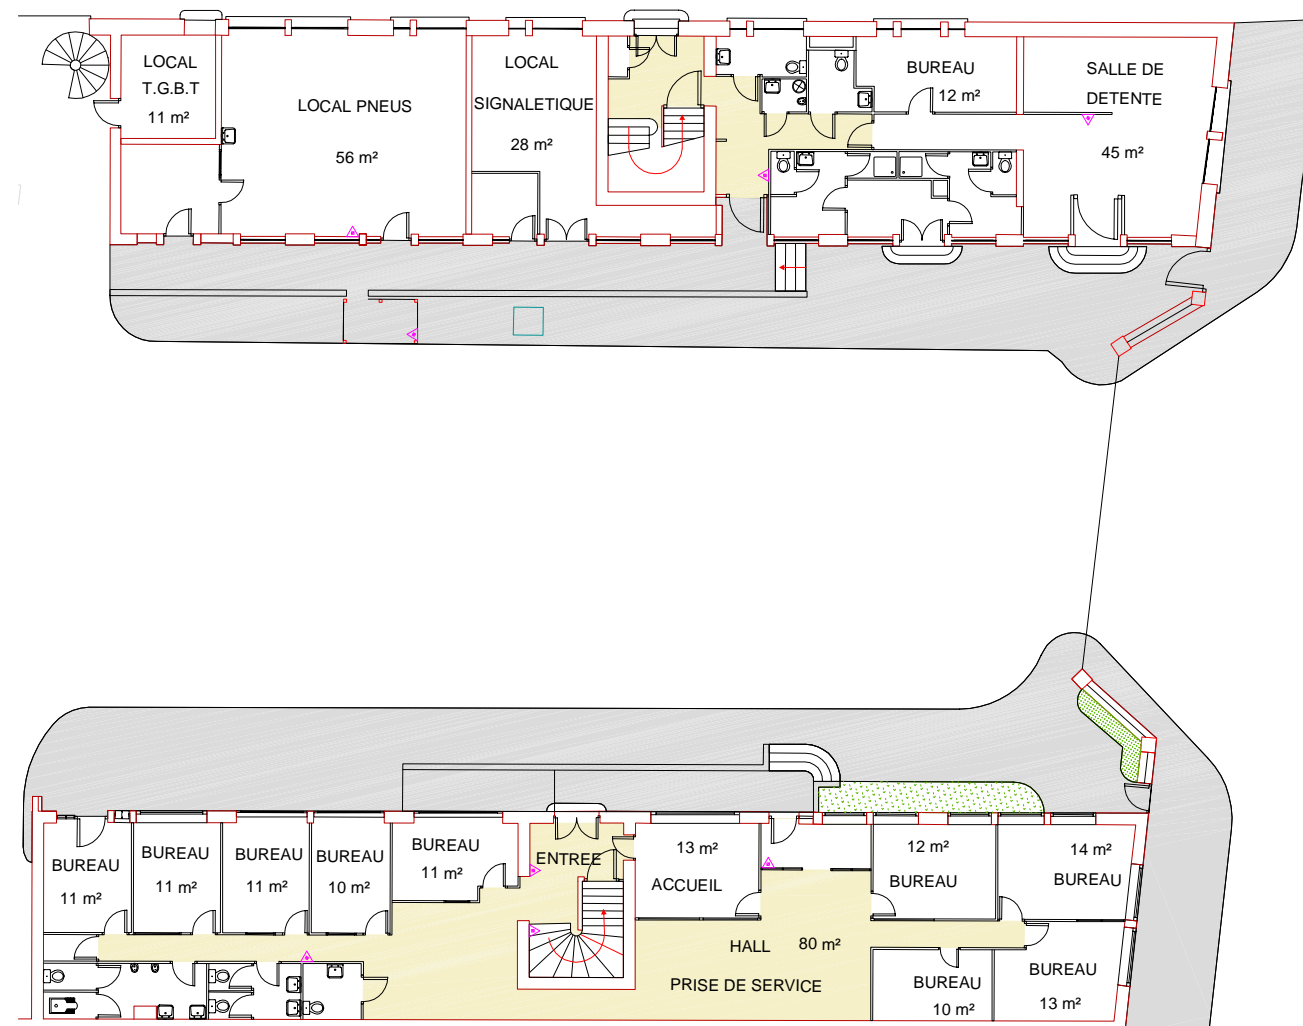 LOCAL
T.G.B.T
11 m²
LOCAL PNEUS
56 m²
LOCAL
SIGNALETIQUE
28 m²
BUREAU
12 m²
SALLE DE
DETENTE
45 m²
BUREAU
11 m²
BUREAU
11 m²
BUREAU
11 m²
BUREAU
10 m²
BUREAU
11 m²
ENTREE
13 m²
ACCUEIL
12 m²
BUREAU
14 m²
BUREAU
HALL 80 m²
PRISE DE SERVICE
BUREAU
10 m²
BUREAU
13 m²